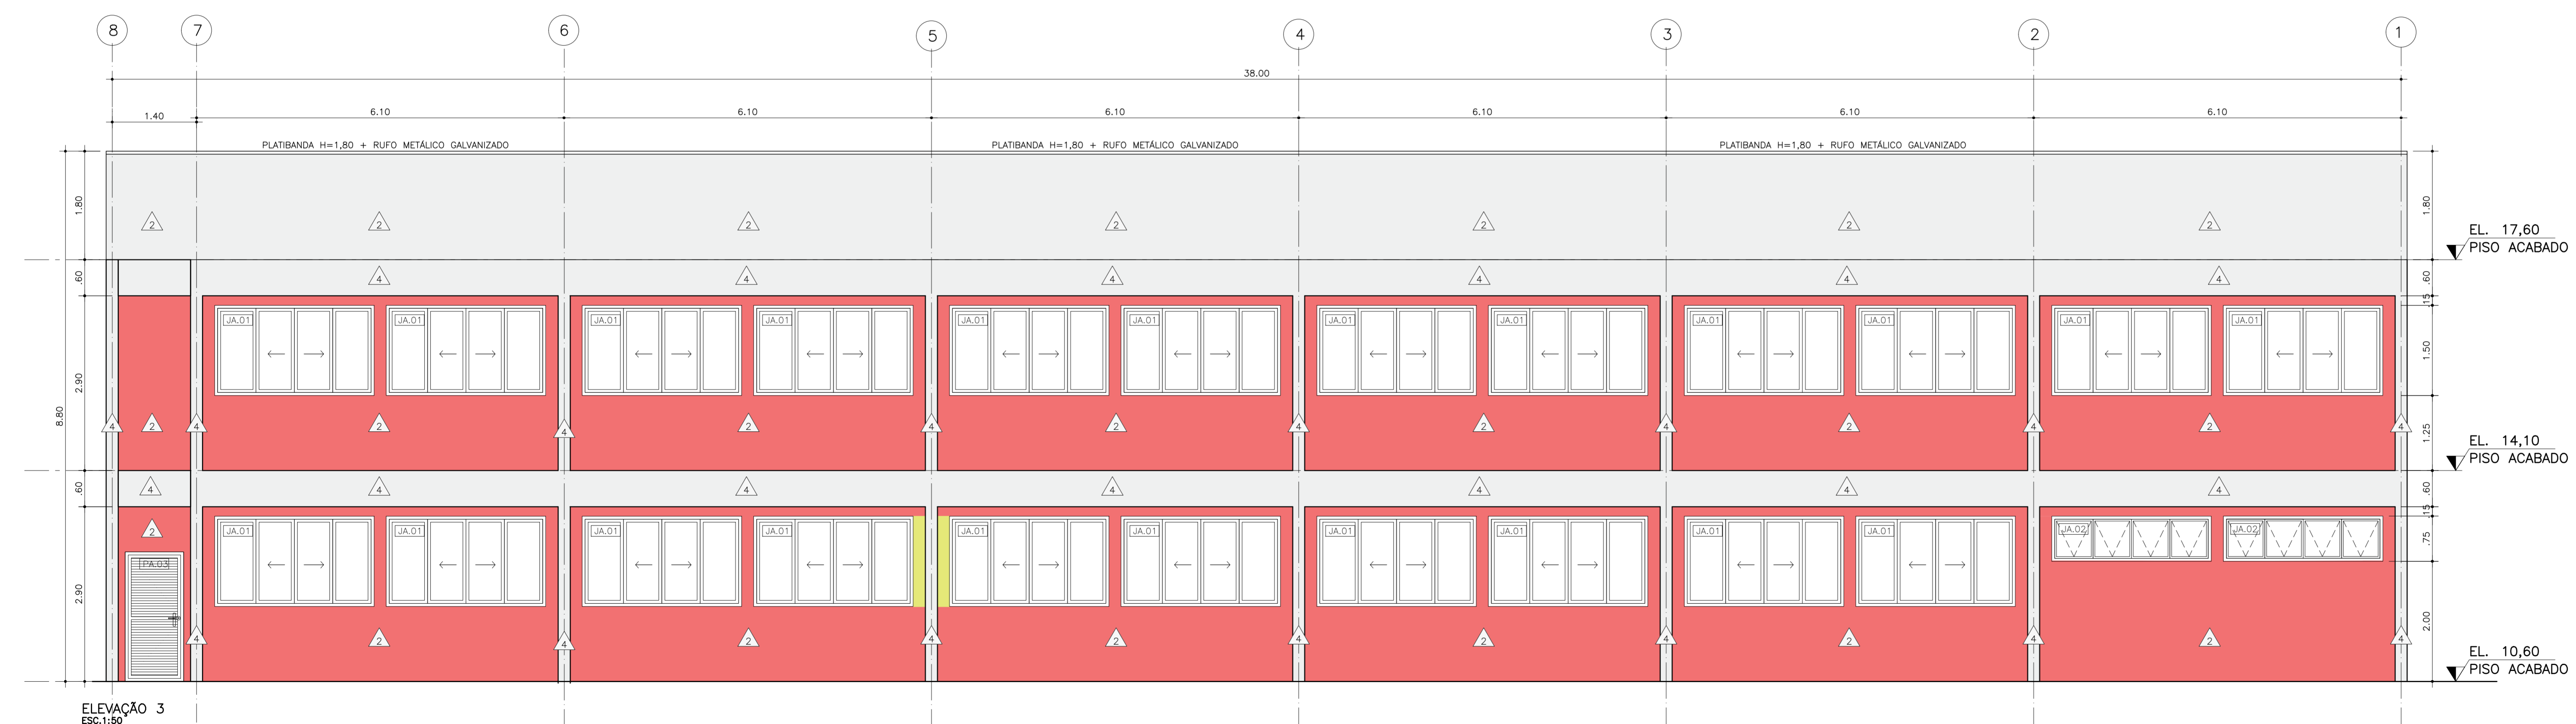 8 7 6 5 4 3 2 1
38.00
1.40 6.10 6.10 6.10 6.10 6.10 6.10
PLATIBANDA H=1,80 + RUFO METÁLICO GALVANIZADO PLATIBANDA H=1,80 + RUFO METÁLICO GALVANIZADO PLATIBANDA H=1,80 + RUFO METÁLICO GALVANIZADO
1.80 1.80
2 2 2 2 2 2 2
EL. 17,60
PISO ACABADO
.60 4 4 4 4 4 4 .60
.15
JA.01 JA.01 JA.01 JA.01 JA.01 JA.01 JA.01 JA.01 JA.01 JA.01 JA.01 JA.01
1.50
2.90
8.80
4 2 4 2 4 2 4 2 4 2 4 2 4 2 4
1.25
EL. 14,10
PISO ACABADO
.60 4 4 4 4 4 4 4 .60
.15
2 JA.01 JA.01 JA.01 JA.01 JA.01 JA.01 JA.01 JA.01 JA.01 JA.01 JA.02 JA.02
.75
PA.03
2.90
2.00
4 2 4 2 4 2 4 2 4 2 4 2 4
EL. 10,60
PISO ACABADO
ELEVAÇÃO 3
ESC.1:50